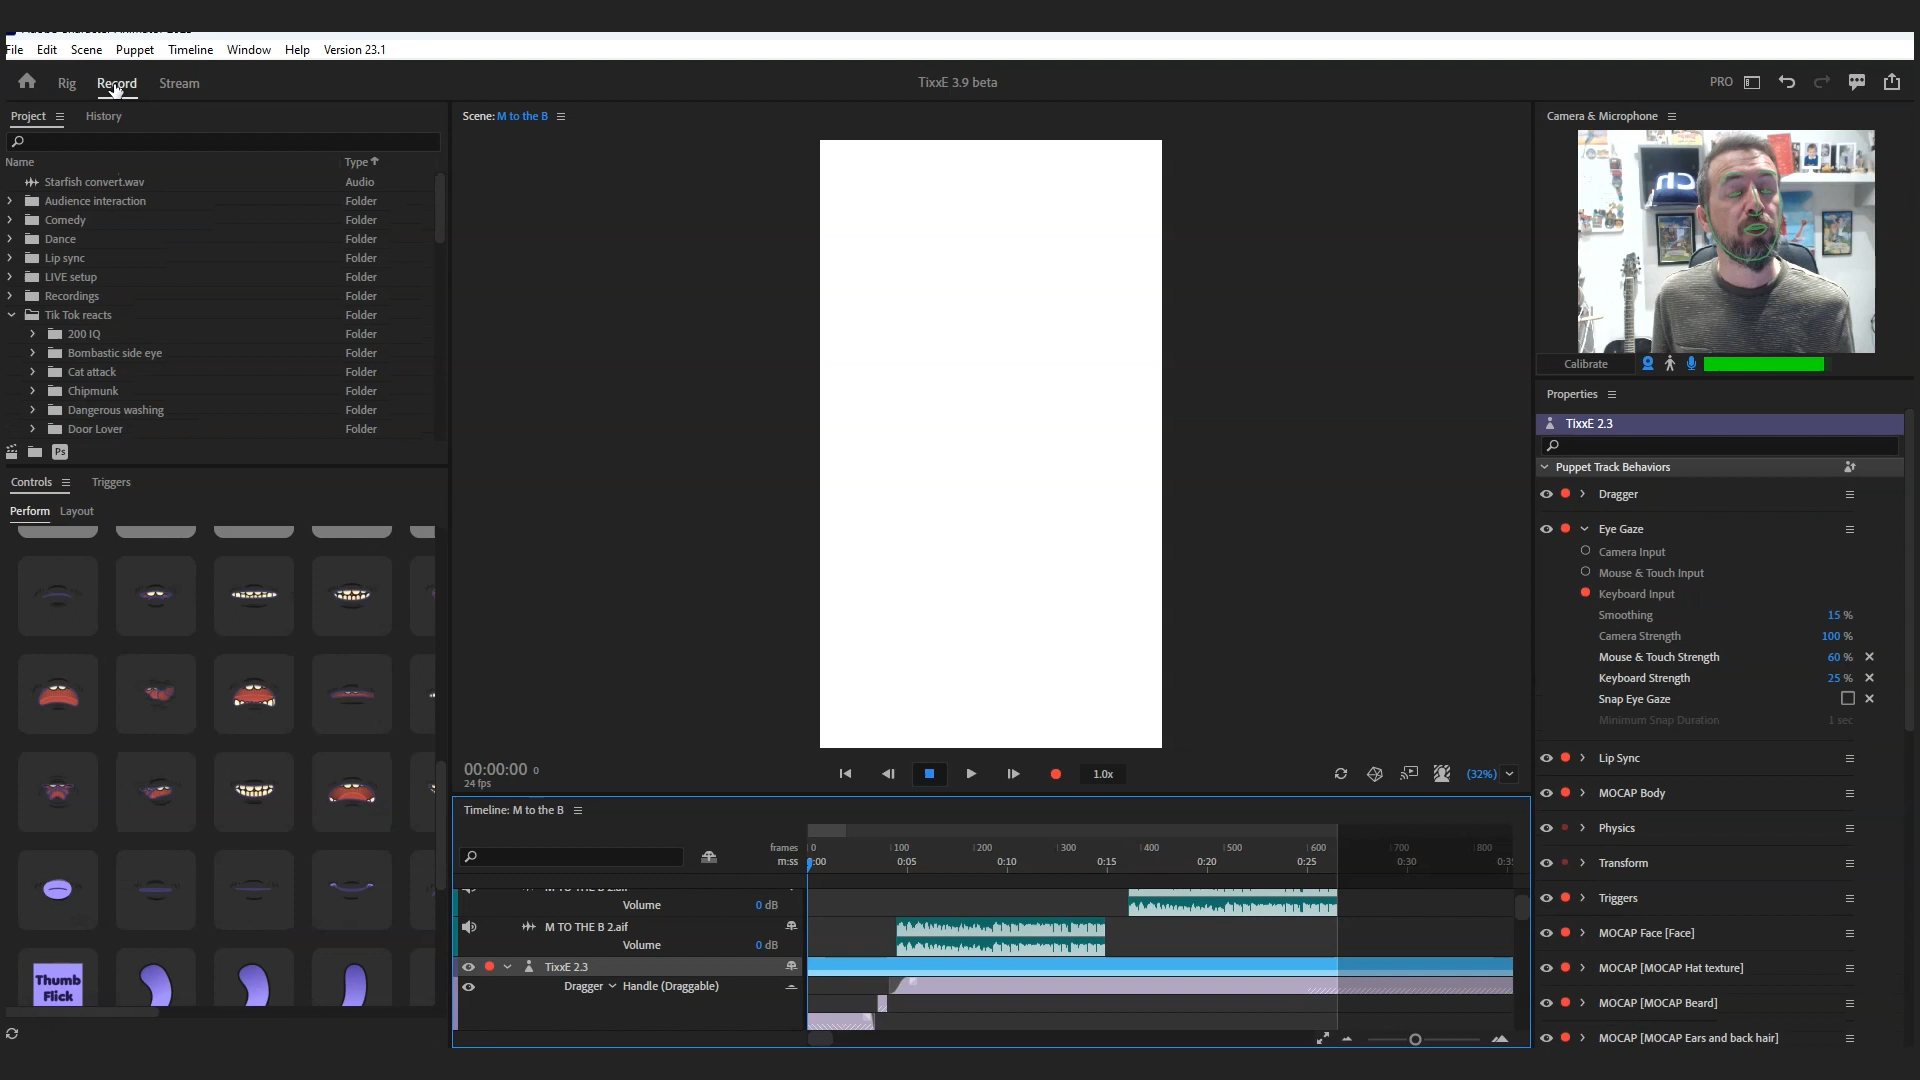 File Edit Scene Puppet Timeline Window Help Version 23.1
Rig Record Stream
TixxE 3.9 beta
PRO
Project History
Name Type
Starfish convert.wav Audio
Audience interaction Folder
Comedy Folder
Dance Folder
Lip sync Folder
LIVE setup Folder
Recordings Folder
Tik Tok reacts Folder
200 IQ Folder
Bombastic side eye Folder
Cat attack Folder
Chipmunk Folder
Dangerous washing Folder
Door Lover Folder
Ps
Controls Triggers
Perform Layout
Thumb
Flick
Scene: M to the B
00:00:00 0
24 fps
1.0x
(32%)
Timeline: M to the B
frames 0 100 200 300 400 500 600 700 800
m:ss 0:00 0:05 0:10 0:15 0:20 0:25 0:30
M TO THE B 2.aif
Volume 0 dB
M TO THE B 2.aif
Volume 0 dB
TixxE 2.3
Dragger Handle (Draggable)
Camera & Microphone
Calibrate
Properties
TixxE 2.3
Puppet Track Behaviors
Dragger
Eye Gaze
Camera Input
Mouse & Touch Input
Keyboard Input
Smoothing 15 %
Camera Strength 100 %
Mouse & Touch Strength 60 %
Keyboard Strength 25 %
Snap Eye Gaze
Minimum Snap Duration 1 sec
Lip Sync
MOCAP Body
Physics
Transform
Triggers
MOCAP Face [Face]
MOCAP [MOCAP Hat texture]
MOCAP [MOCAP Beard]
MOCAP [MOCAP Ears and back hair]